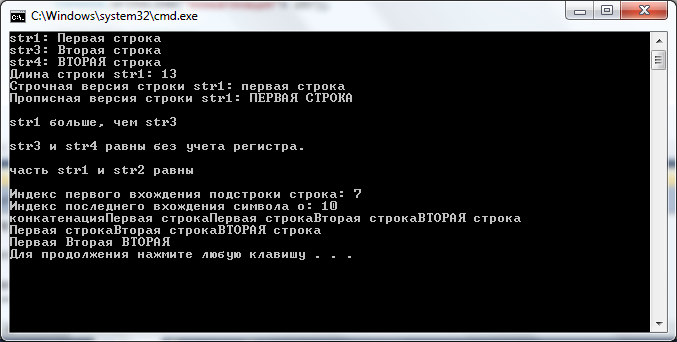 C:\Windows\system32\cmd.exe
str1: Первая строка
str3: Вторая строка
str4: ВТОРАЯ строка
Длина строки str1: 13
Строчная версия строки str1: первая строка
Прописная версия строки str1: ПЕРВАЯ СТРОКА
str1 больше, чем str3
str3 и str4 равны без учета регистра.
часть str1 и str2 равны
Индекс первого вхождения подстроки строка: 7
Индекс последнего вхождения символа о: 10
конкатенацияПервая строкаПервая строкаВторая строкаВТОРАЯ строка
Первая строкаВторая строкаВТОРАЯ строка
Первая Вторая ВТОРАЯ
Для продолжения нажмите любую клавишу . . .